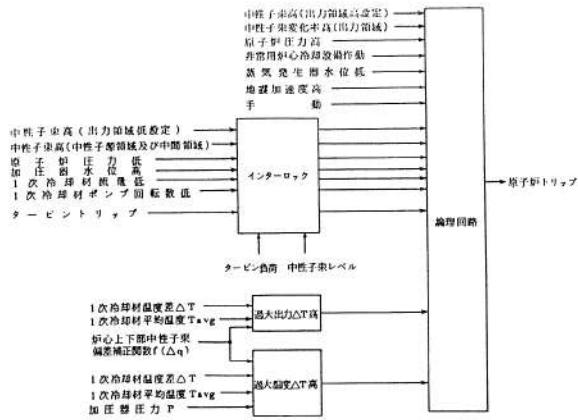 中性子束高(出力領域高設定)
中性子束変化率高(出力領域)
原子炉圧力高
非常用炉心冷却設備作動
蒸気発生器水位低
地震加速度高
手動
中性子束高(出力領域低設定)
中性子束高(中性子源領域及び中間領域)
原子炉圧力低
加圧器水位高
1次冷却材流量低
1次冷却材ポンプ回転数低
タービントリップ
インターロック
タービン負荷 中性子束レベル
論理回路
原子炉トリップ
1次冷却材温度差△T
1次冷却材平均温度Tavg
炉心上下部中性子束
偏差補正関数f(△q)
過大出力△T高
1次冷却材温度差△T
1次冷却材平均温度Tavg
加圧器圧力P
過大温度△T高